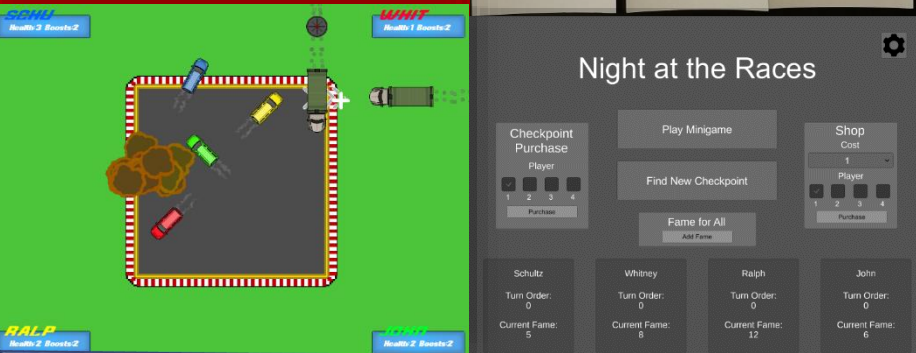 SCHU
Health:3 Boosts:2
WHIT
Health:1 Boosts:2
RALP
Health:2 Boosts:2
JOHN
Health:2 Boosts:2
Night at the Races
Checkpoint
Purchase
Player
1 2 3 4
Purchase
Play Minigame
Find New Checkpoint
Fame for All
Add Fame
Shop
Cost
1
Player
1 2 3 4
Purchase
Schultz
Turn Order:
0
Current Fame:
5
Whitney
Turn Order:
0
Current Fame:
8
Ralph
Turn Order:
0
Current Fame:
12
John
Turn Order:
0
Current Fame:
6